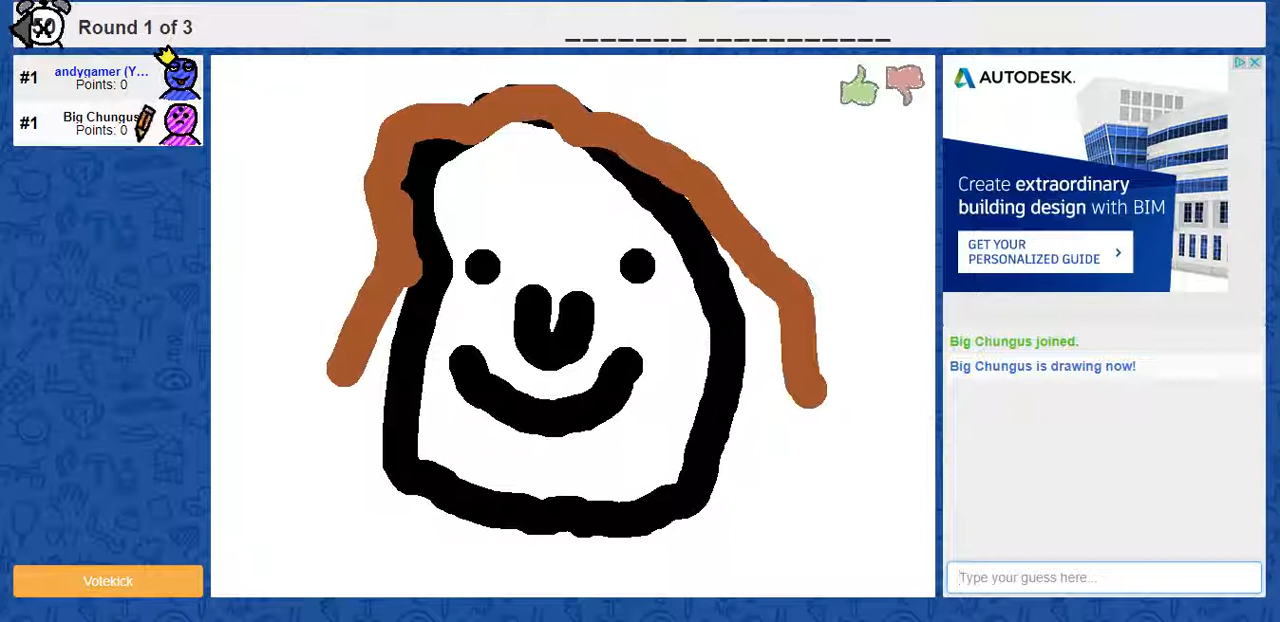 50
Round 1 of 3
_______ ___________
#1
andygamer (Y...
Points: 0
#1
Big Chungus
Points: 0
AUTODESK.
Create extraordinary
building design with BIM
GET YOUR
PERSONALIZED GUIDE
Big Chungus joined.
Big Chungus is drawing now!
Type your guess here...
Votekick